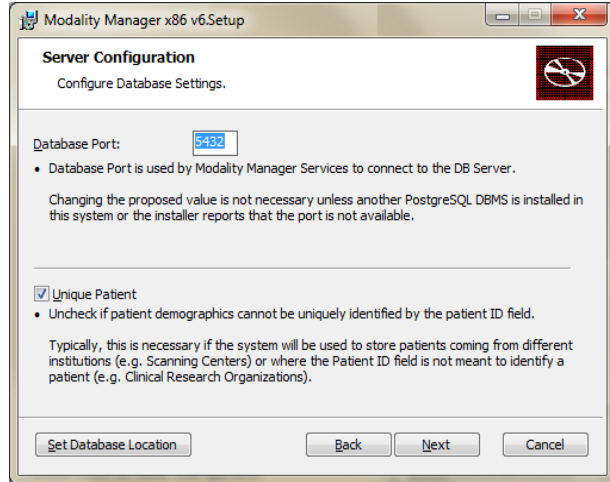 Modality Manager x86 v6.Setup
Server Configuration
Configure Database Settings.
Database Port: 5432
• Database Port is used by Modality Manager Services to connect to the DB Server.
Changing the proposed value is not necessary unless another PostgreSQL DBMS is installed in
this system or the installer reports that the port is not available.
Unique Patient
• Uncheck if patient demographics cannot be uniquely identified by the patient ID field.
Typically, this is necessary if the system will be used to store patients coming from different
institutions (e.g. Scanning Centers) or where the Patient ID field is not meant to identify a
patient (e.g. Clinical Research Organizations).
Set Database Location Back Next Cancel